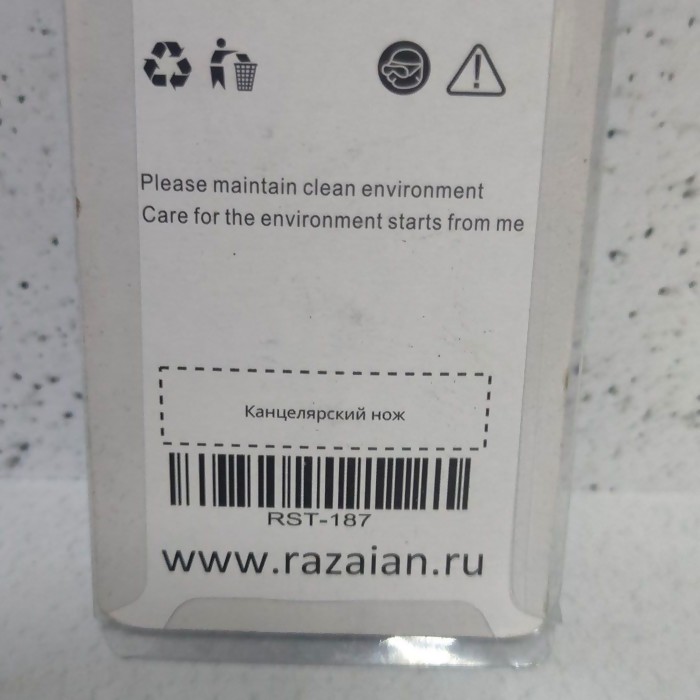 Please maintain clean environment
Care for the environment starts from me
Канцелярский нож
RST-187
www.razaian.ru